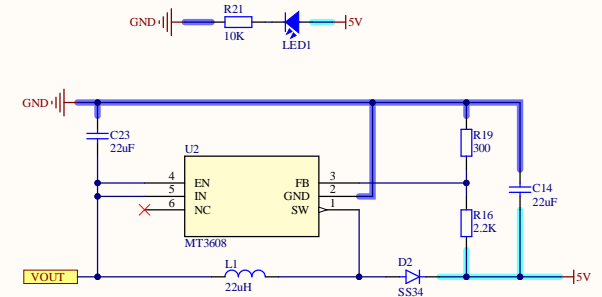 R21
GND
5V
10K
LED1
GND
C23
22uF
U2
R19
300
4 EN FB 3
5 IN GND 2
6 NC SW 1
MT3608
C14
22uF
R16
2.2K
VOUT
L1
22uH
D2
SS34
5V